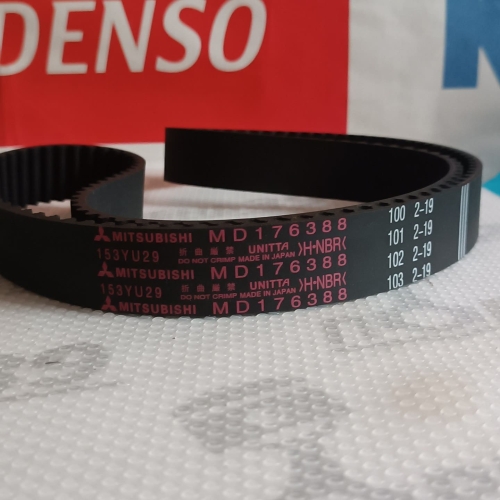 DENSO
MITSUBISHI MD176388
153YU29 折曲厳禁 DO NOT CRIMP UNITTA MADE IN JAPAN >H-NBR<
MITSUBISHI MD176388
153YU29 折曲厳禁 DO NOT CRIMP UNITTA MADE IN JAPAN >H-NBR<
MITSUBISHI MD176388
100 2-19
101 2-19
102 2-19
103 2-19